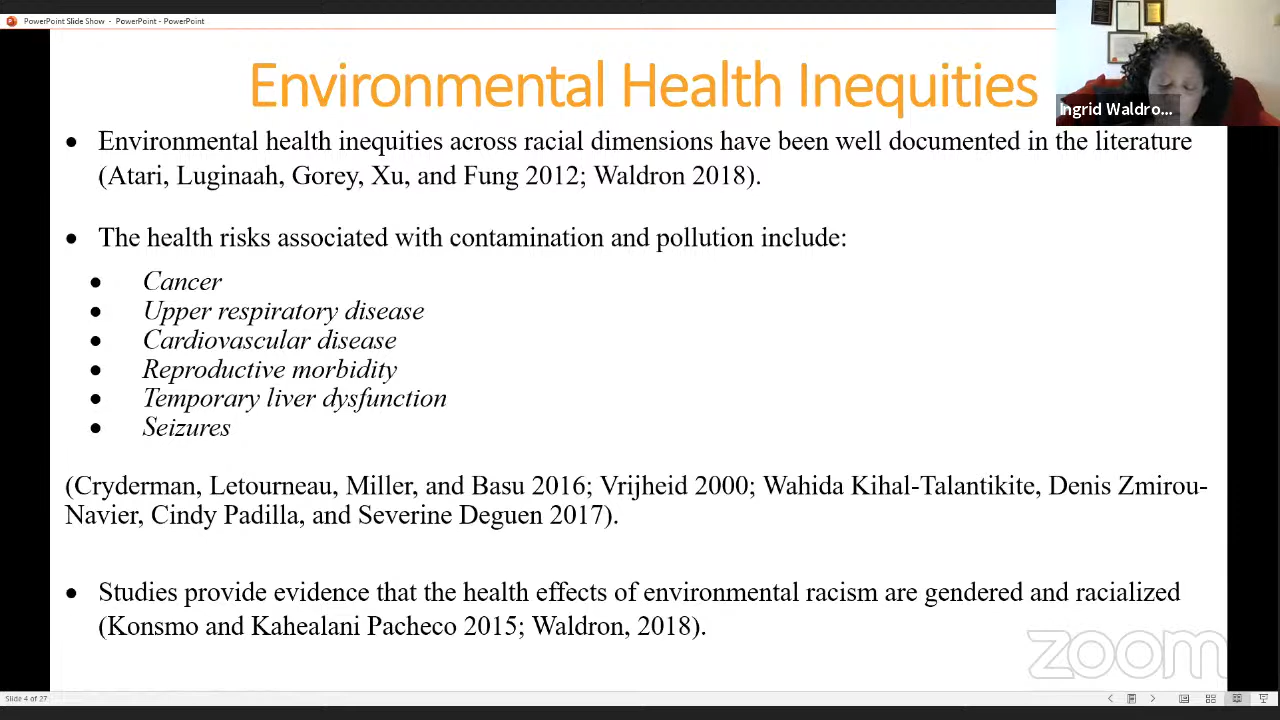 PowerPoint Slide Show - PowerPoint - PowerPoint
Environmental Health Inequities
Ingrid Waldro...
• Environmental health inequities across racial dimensions have been well documented in the literature
(Atari, Luginaah, Gorey, Xu, and Fung 2012; Waldron 2018).
• The health risks associated with contamination and pollution include:
• Cancer
• Upper respiratory disease
• Cardiovascular disease
• Reproductive morbidity
• Temporary liver dysfunction
• Seizures
(Cryderman, Letourneau, Miller, and Basu 2016; Vrijheid 2000; Wahida Kihal-Talantikite, Denis Zmirou-
Navier, Cindy Padilla, and Severine Deguen 2017).
• Studies provide evidence that the health effects of environmental racism are gendered and racialized
(Konsmo and Kahealani Pacheco 2015; Waldron, 2018).
zoom
Slide 4 of 27